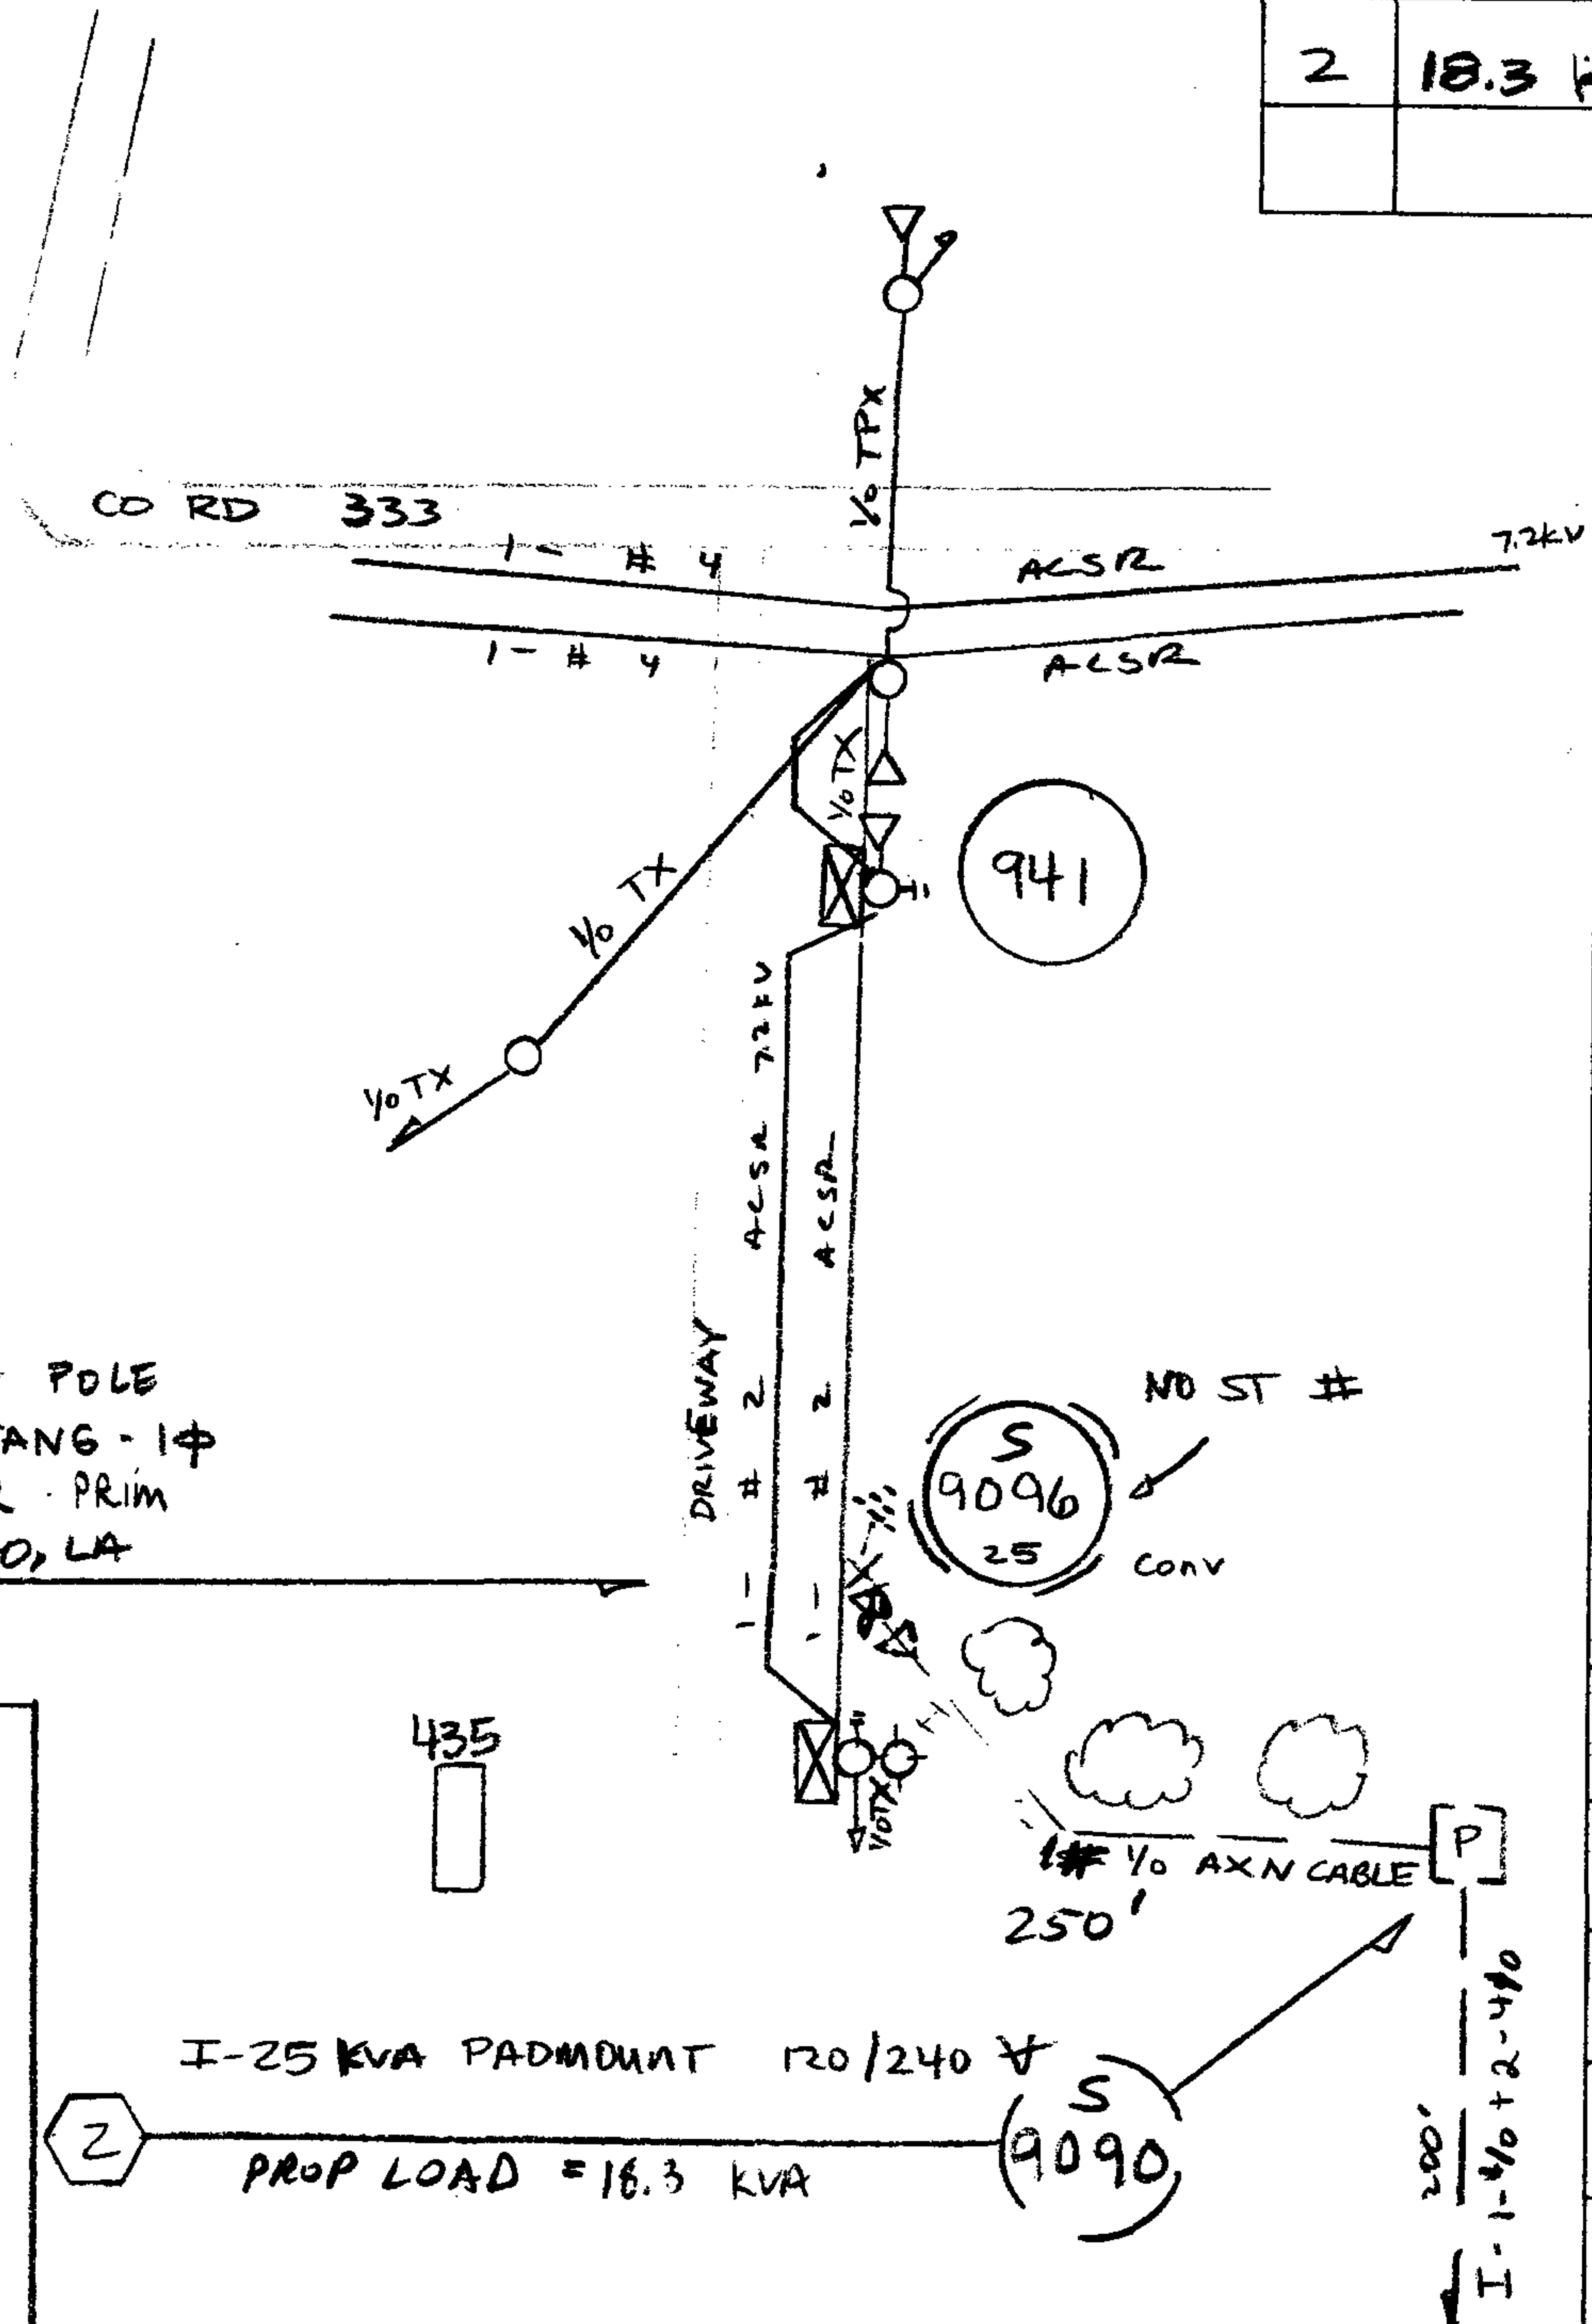 2
18.3
1/0 TPX
CO RD 333
7.2kV
1 - # 4 ACSR
1 - # 4 ACSR
1/0 TX
941
1/0 TX
1/0 TX
1 - # 2 ACSR 7.2kV
1 - # 2 ACSR
DRIVEWAY
POLE
TANG - 1ϕ
PRIM
LA
NO ST #
S
9096
25
CONV
435
1/0TX
P
1# 1/0 AXN CABLE
250'
I-25 KVA PADMOUNT 120/240 V
2
S
9090
PROP LOAD = 18.3 KVA
200'
I - 1-4/0 + 2-4/0